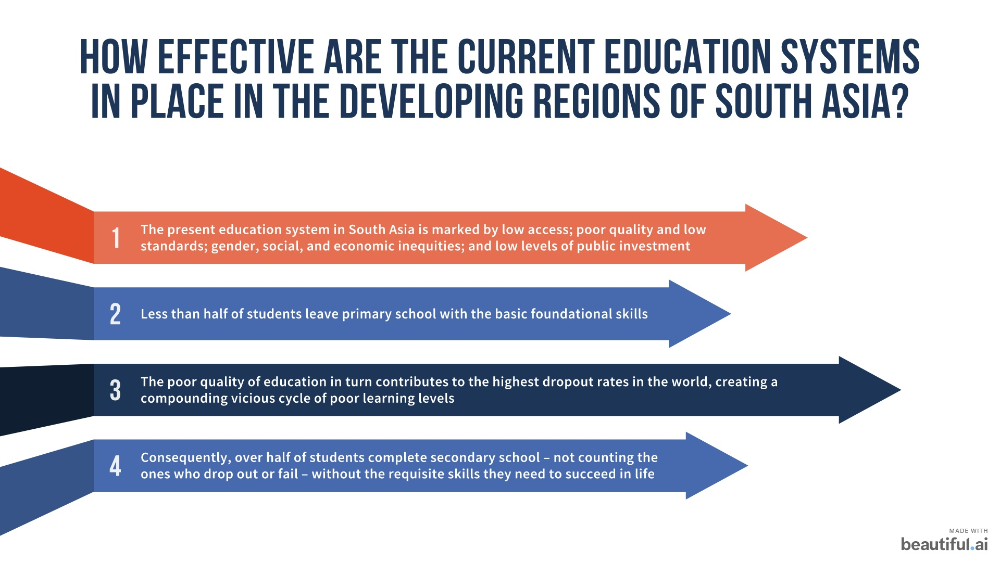 HOW EFFECTIVE ARE THE CURRENT EDUCATION SYSTEMS
IN PLACE IN THE DEVELOPING REGIONS OF SOUTH ASIA?
1
The present education system in South Asia is marked by low access; poor quality and low
standards; gender, social, and economic inequities; and low levels of public investment
2
Less than half of students leave primary school with the basic foundational skills
3
The poor quality of education in turn contributes to the highest dropout rates in the world, creating a
compounding vicious cycle of poor learning levels
4
Consequently, over half of students complete secondary school – not counting the
ones who drop out or fail – without the requisite skills they need to succeed in life
MADE WITH
beautiful.ai